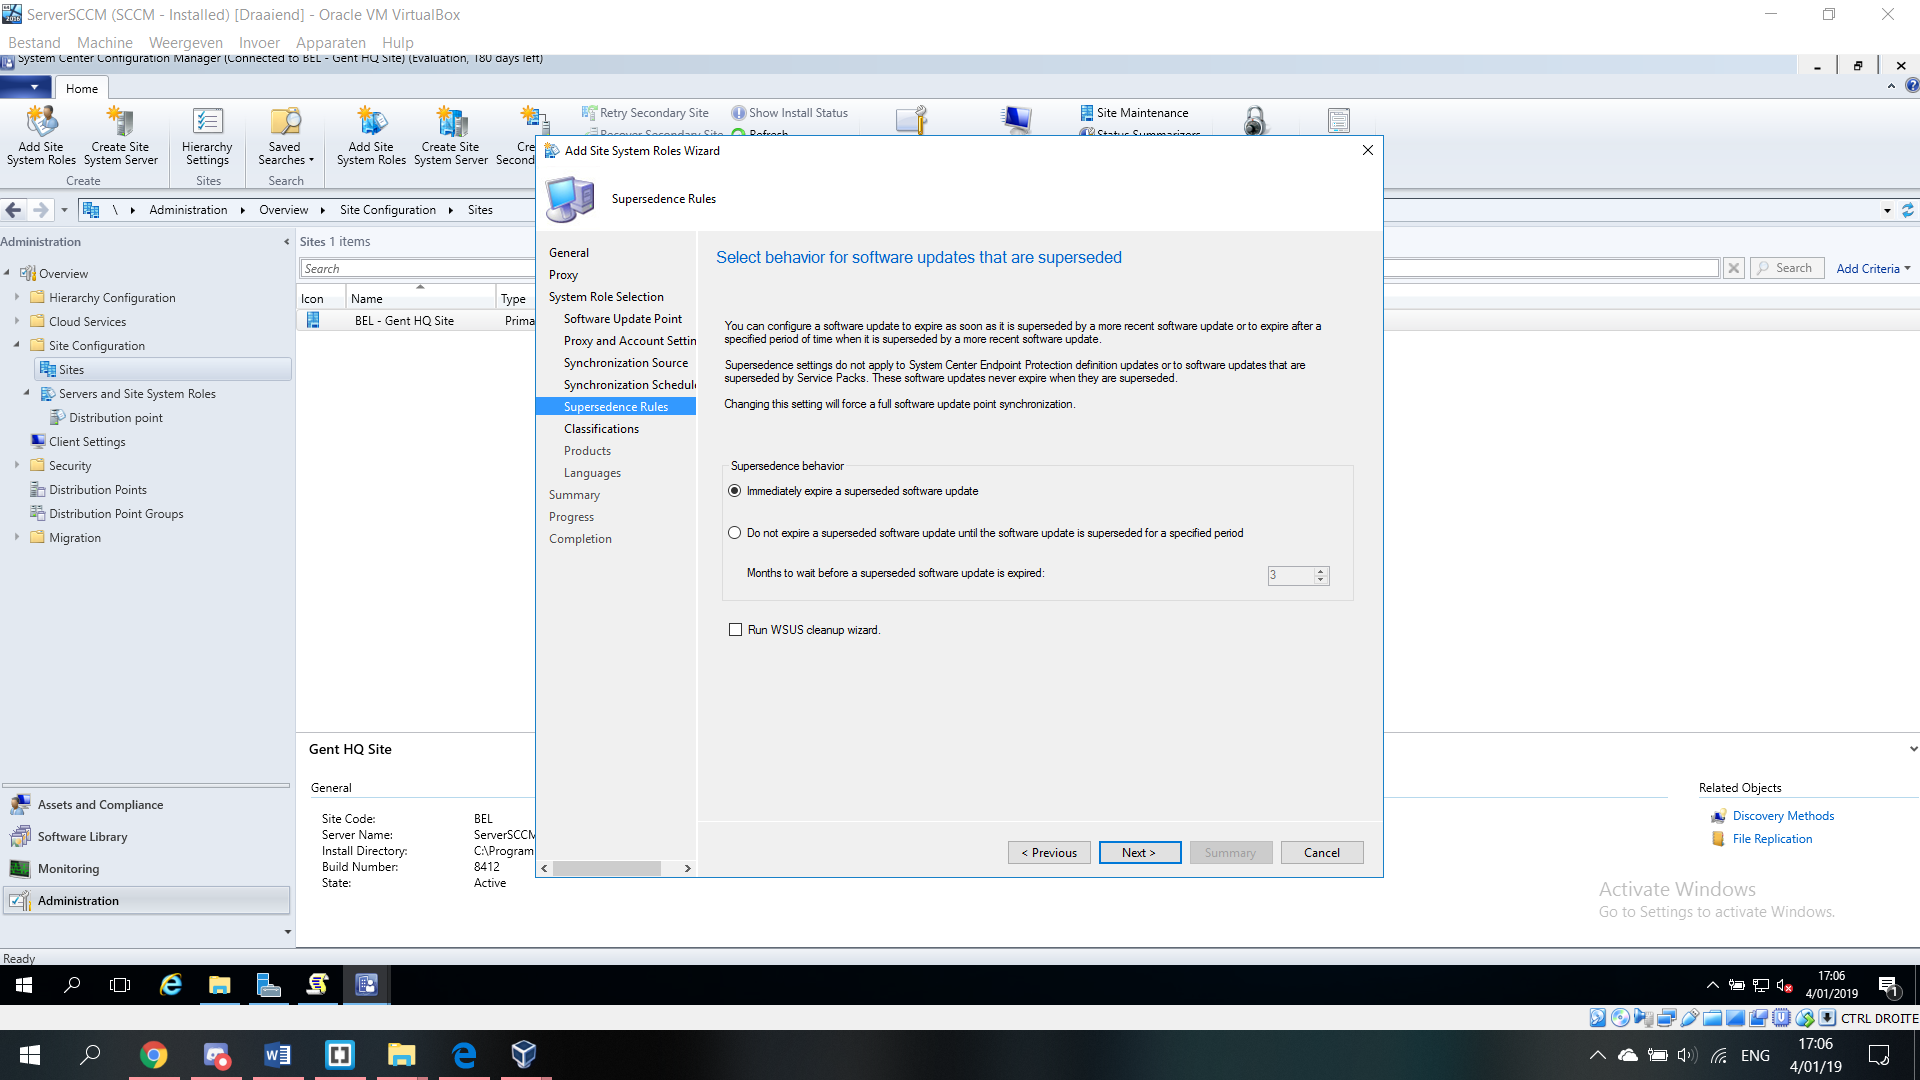 ServerSCCM (SCCM - Installed) [Draaiend] - Oracle VM VirtualBox
Bestand Machine Weergeven Invoer Apparaten Hulp
System Center Configuration Manager (Connected to BEL - Gent HQ Site) (Evaluation, 180 days left)
Home
Add Site System Roles
Create Site System Server
Create
Hierarchy Settings
Sites
Saved Searches
Search
Add Site System Roles
Create Site System Server
Cre
Second
Retry Secondary Site
Recover Secondary Site
Show Install Status
Refresh
Site Maintenance
Status Summarizers
\ Administration Overview Site Configuration Sites
Administration
Overview
Hierarchy Configuration
Cloud Services
Site Configuration
Sites
Servers and Site System Roles
Distribution point
Client Settings
Security
Distribution Points
Distribution Point Groups
Migration
Assets and Compliance
Software Library
Monitoring
Administration
Ready
Sites 1 items
Search
Search
Add Criteria
Icon Name Type
BEL - Gent HQ Site Prima
Gent HQ Site
General
Site Code: BEL
Server Name: ServerSCCM
Install Directory: C:\Program
Build Number: 8412
State: Active
Related Objects
Discovery Methods
File Replication
Add Site System Roles Wizard
Supersedence Rules
General
Proxy
System Role Selection
Software Update Point
Proxy and Account Settin
Synchronization Source
Synchronization Schedule
Supersedence Rules
Classifications
Products
Languages
Summary
Progress
Completion
Select behavior for software updates that are superseded
You can configure a software update to expire as soon as it is superseded by a more recent software update or to expire after a
specified period of time when it is superseded by a more recent software update.
Supersedence settings do not apply to System Center Endpoint Protection definition updates or to software updates that are
superseded by Service Packs. These software updates never expire when they are superseded.
Changing this setting will force a full software update point synchronization.
Supersedence behavior
Immediately expire a superseded software update
Do not expire a superseded software update until the software update is superseded for a specified period
Months to wait before a superseded software update is expired: 3
Run WSUS cleanup wizard.
< Previous Next > Summary Cancel
Activate Windows
Go to Settings to activate Windows.
17:06
4/01/2019
1
CTRL DROITE
ENG
17:06
4/01/19